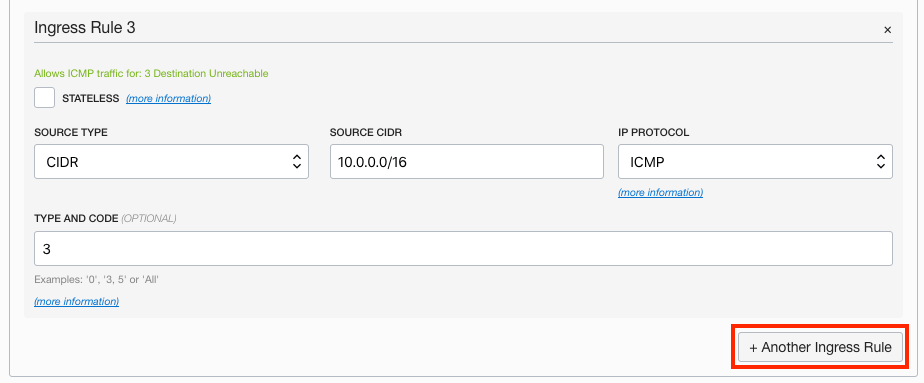 Ingress Rule 3 ×
Allows ICMP traffic for: 3 Destination Unreachable
STATELESS (more information)
SOURCE TYPE SOURCE CIDR IP PROTOCOL
CIDR 10.0.0.0/16 ICMP
(more information)
TYPE AND CODE (OPTIONAL)
3
Examples: '0', '3, 5' or 'All'
(more information)
+ Another Ingress Rule